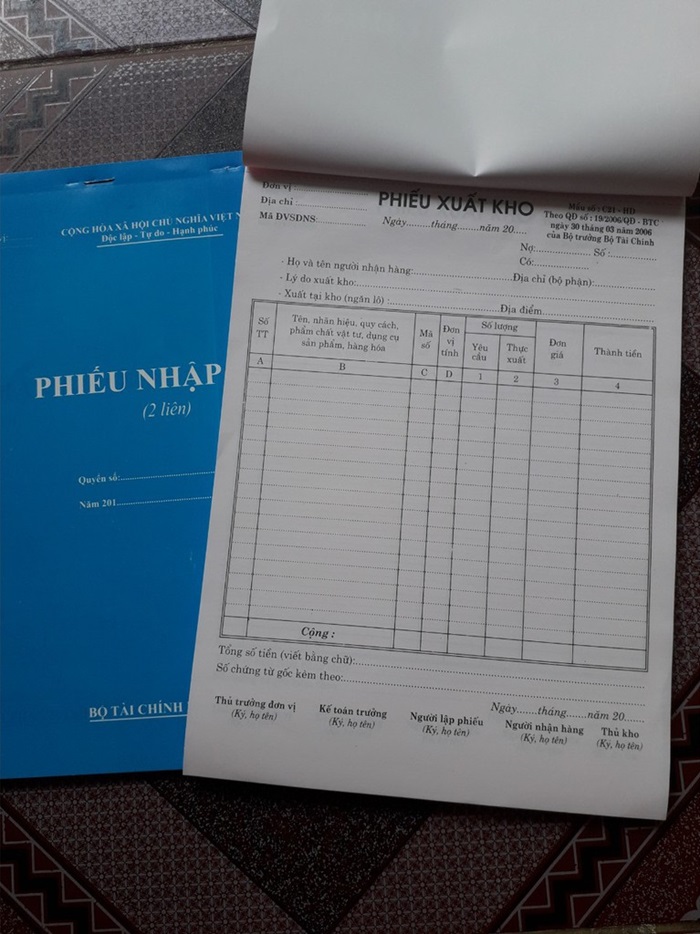 CỘNG HÒA XÃ HỘI CHỦ NGHĨA VIỆT N
Độc lập - Tự do - Hạnh phúc
PHIẾU NHẬP
(2 liên)
Quyển số:
Năm 201
BỘ TÀI CHÍNH
Đơn vị
Địa chỉ
Mã ĐVSDNS:
PHIẾU XUẤT KHO
Ngày........tháng........năm 20....
Mẫu số : C21 - HD
Theo QĐ số : 19/2006/QĐ - BTC
ngày 30 tháng 03 năm 2006
của Bộ trưởng Bộ Tài Chính
Nợ: Số :
Có:
- Họ và tên người nhận hàng: Địa chỉ (bộ phận):
- Lý do xuất kho:
- Xuất tại kho (ngăn lô) : Địa điểm
Số TT
Tên, nhãn hiệu, quy cách,
phẩm chất vật tư, dụng cụ
sản phẩm, hàng hóa
Mã số
Đơn vị tính
Số lượng
Yêu cầu
Thực xuất
Đơn giá
Thành tiền
A B C D 1 2 3 4
Cộng :
Tổng số tiền (viết bằng chữ):
Số chứng từ gốc kèm theo:
Ngày......tháng.......năm 20......
Thủ trưởng đơn vị Kế toán trưởng Người lập phiếu Người nhận hàng Thủ kho
(Ký, họ tên) (Ký, họ tên) (Ký, họ tên) (Ký, họ tên) (Ký, họ tên)